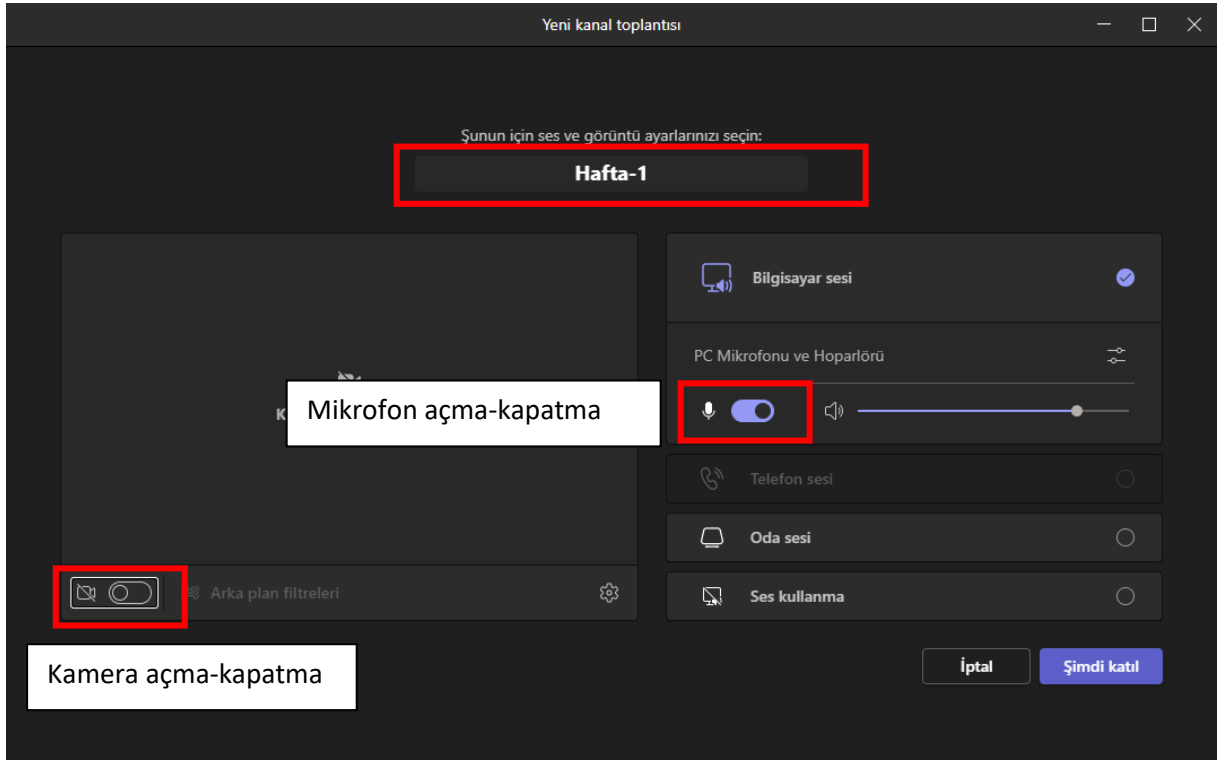 Yeni kanal toplantısı
Şunun için ses ve görüntü ayarlarınızı seçin:
Hafta-1
Bilgisayar sesi
PC Mikrofonu ve Hoparlörü
Mikrofon açma-kapatma
Telefon sesi
Oda sesi
Arka plan filtreleri
Ses kullanma
Kamera açma-kapatma
İptal
Şimdi katıl